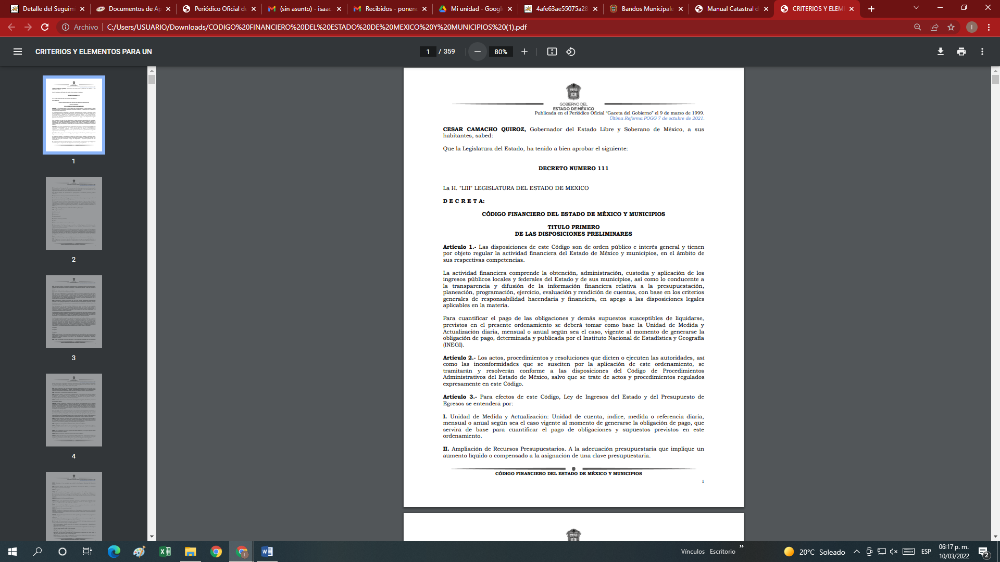 Detalle del Seguimi
Documentos de Ap
Periódico Oficial de
(sin asunto) - isaac
Recibidos - ponenc
Mi unidad - Google
4afe63ae55075a28
Bandos Municipale
Manual Catastral d
CRITERIOS Y ELEM
Archivo
C:/Users/USUARIO/Downloads/CODIGO%20FINANCIERO%20DEL%20ESTADO%20DE%20MEXICO%20Y%20MUNICIPIOS%20(1).pdf
I
CRITERIOS Y ELEMENTOS PARA UN
1 / 359
80%
1
2
3
4
GOBIERNO DEL
ESTADO DE MÉXICO
Publicada en el Periódico Oficial “Gaceta del Gobierno” el 9 de marzo de 1999.
Última Reforma POGG 7 de octubre de 2021.
CESAR CAMACHO QUIROZ, Gobernador del Estado Libre y Soberano de México, a sus
habitantes, sabed:
Que la Legislatura del Estado, ha tenido a bien aprobar el siguiente:
DECRETO NUMERO 111
La H. "LIII" LEGISLATURA DEL ESTADO DE MEXICO
D E C R E T A:
CÓDIGO FINANCIERO DEL ESTADO DE MÉXICO Y MUNICIPIOS
TITULO PRIMERO
DE LAS DISPOSICIONES PRELIMINARES
Artículo 1.- Las disposiciones de este Código son de orden público e interés general y tienen
por objeto regular la actividad financiera del Estado de México y municipios, en el ámbito de
sus respectivas competencias.
La actividad financiera comprende la obtención, administración, custodia y aplicación de los
ingresos públicos locales y federales del Estado y de sus municipios, así como lo conducente a
la transparencia y difusión de la información financiera relativa a la presupuestación,
planeación, programación, ejercicio, evaluación y rendición de cuentas, con base en los criterios
generales de responsabilidad hacendaria y financiera, en apego a las disposiciones legales
aplicables en la materia.
Para cuantificar el pago de las obligaciones y demás supuestos susceptibles de liquidarse,
previstos en el presente ordenamiento se deberá tomar como base la Unidad de Medida y
Actualización diaria, mensual o anual según sea el caso, vigente al momento de generarse la
obligación de pago, determinada y publicada por el Instituto Nacional de Estadística y Geografía
(INEGI).
Artículo 2.- Los actos, procedimientos y resoluciones que dicten o ejecuten las autoridades, así
como las inconformidades que se susciten por la aplicación de este ordenamiento, se
tramitarán y resolverán conforme a las disposiciones del Código de Procedimientos
Administrativos del Estado de México, salvo que se trate de actos y procedimientos regulados
expresamente en este Código.
Artículo 3.- Para efectos de este Código, Ley de Ingresos del Estado y del Presupuesto de
Egresos se entenderá por:
I. Unidad de Medida y Actualización: Unidad de cuenta, índice, medida o referencia diaria,
mensual o anual según sea el caso vigente al momento de generarse la obligación de pago, que
servirá de base para cuantificar el pago de obligaciones y supuestos previstos en este
ordenamiento.
II. Ampliación de Recursos Presupuestarios. A la adecuación presupuestaria que implique un
aumento líquido o compensado a la asignación de una clave presupuestaria.
CÓDIGO FINANCIERO DEL ESTADO DE MÉXICO Y MUNICIPIOS
1
Vínculos Escritorio
20°C Soleado
ESP
06:17 p. m.
10/03/2022
2